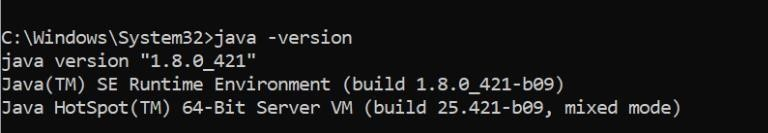 C:\Windows\System32>java -version
java version "1.8.0_421"
Java(TM) SE Runtime Environment (build 1.8.0_421-b09)
Java HotSpot(TM) 64-Bit Server VM (build 25.421-b09, mixed mode)